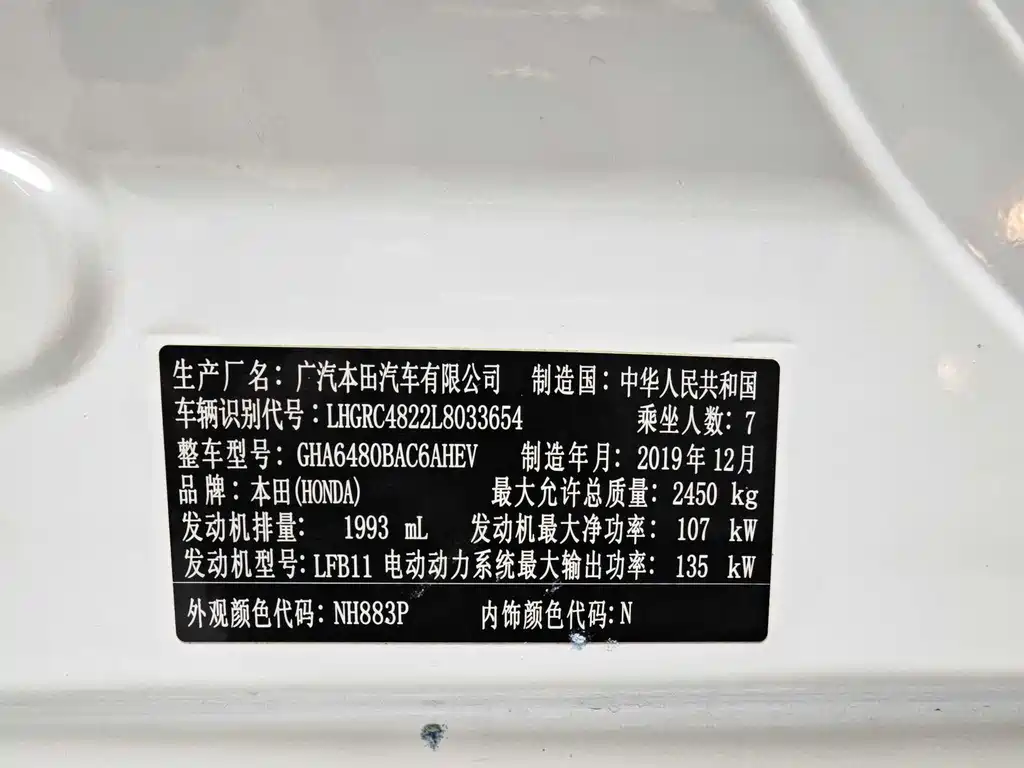 生产厂名：广汽本田汽车有限公司 制造国：中华人民共和国
车辆识别代号：LHGRC4822L8033654 乘坐人数：7
整车型号：GHA6480BAC6AHEV 制造年月：2019年12月
品牌：本田(HONDA) 最大允许总质量：2450 kg
发动机排量： 1993 mL 发动机最大净功率：107 kW
发动机型号：LFB11 电动动力系统最大输出功率：135 kW
外观颜色代码：NH883P 内饰颜色代码：N